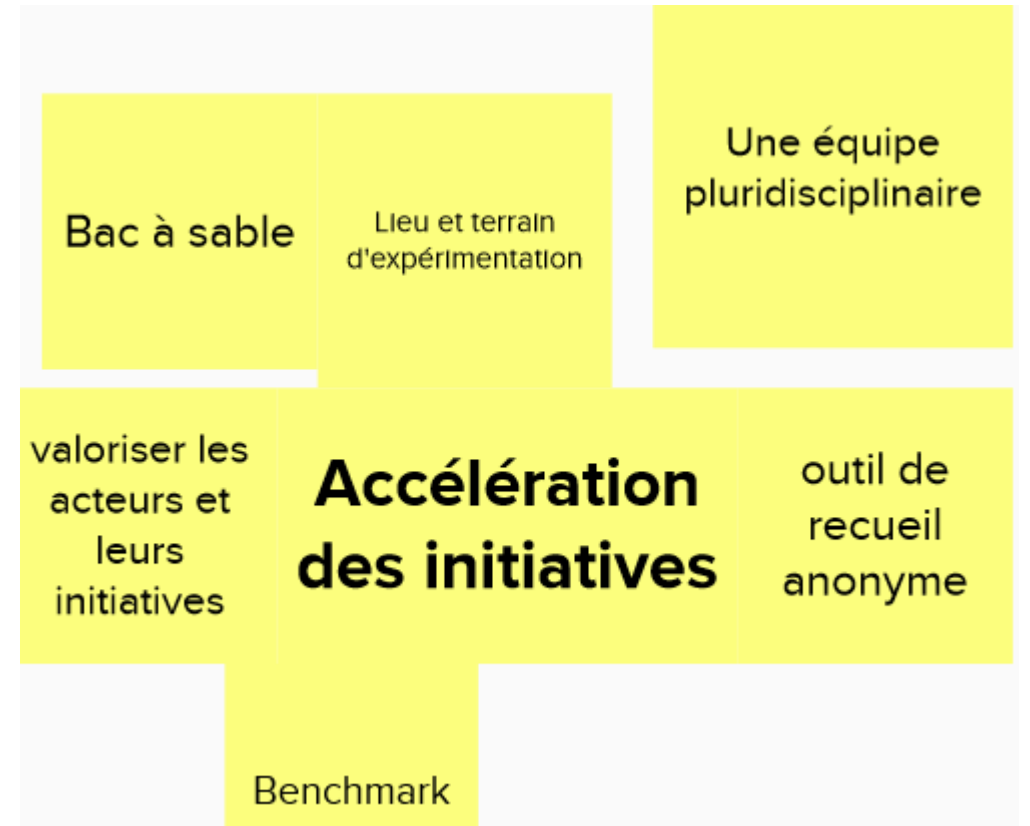 Une équipe
pluridisciplinaire
Bac à sable
Lieu et terrain
d'expérimentation
valoriser les
acteurs et
leurs
initiatives
Accélération
des initiatives
outil de
recueil
anonyme
Benchmark